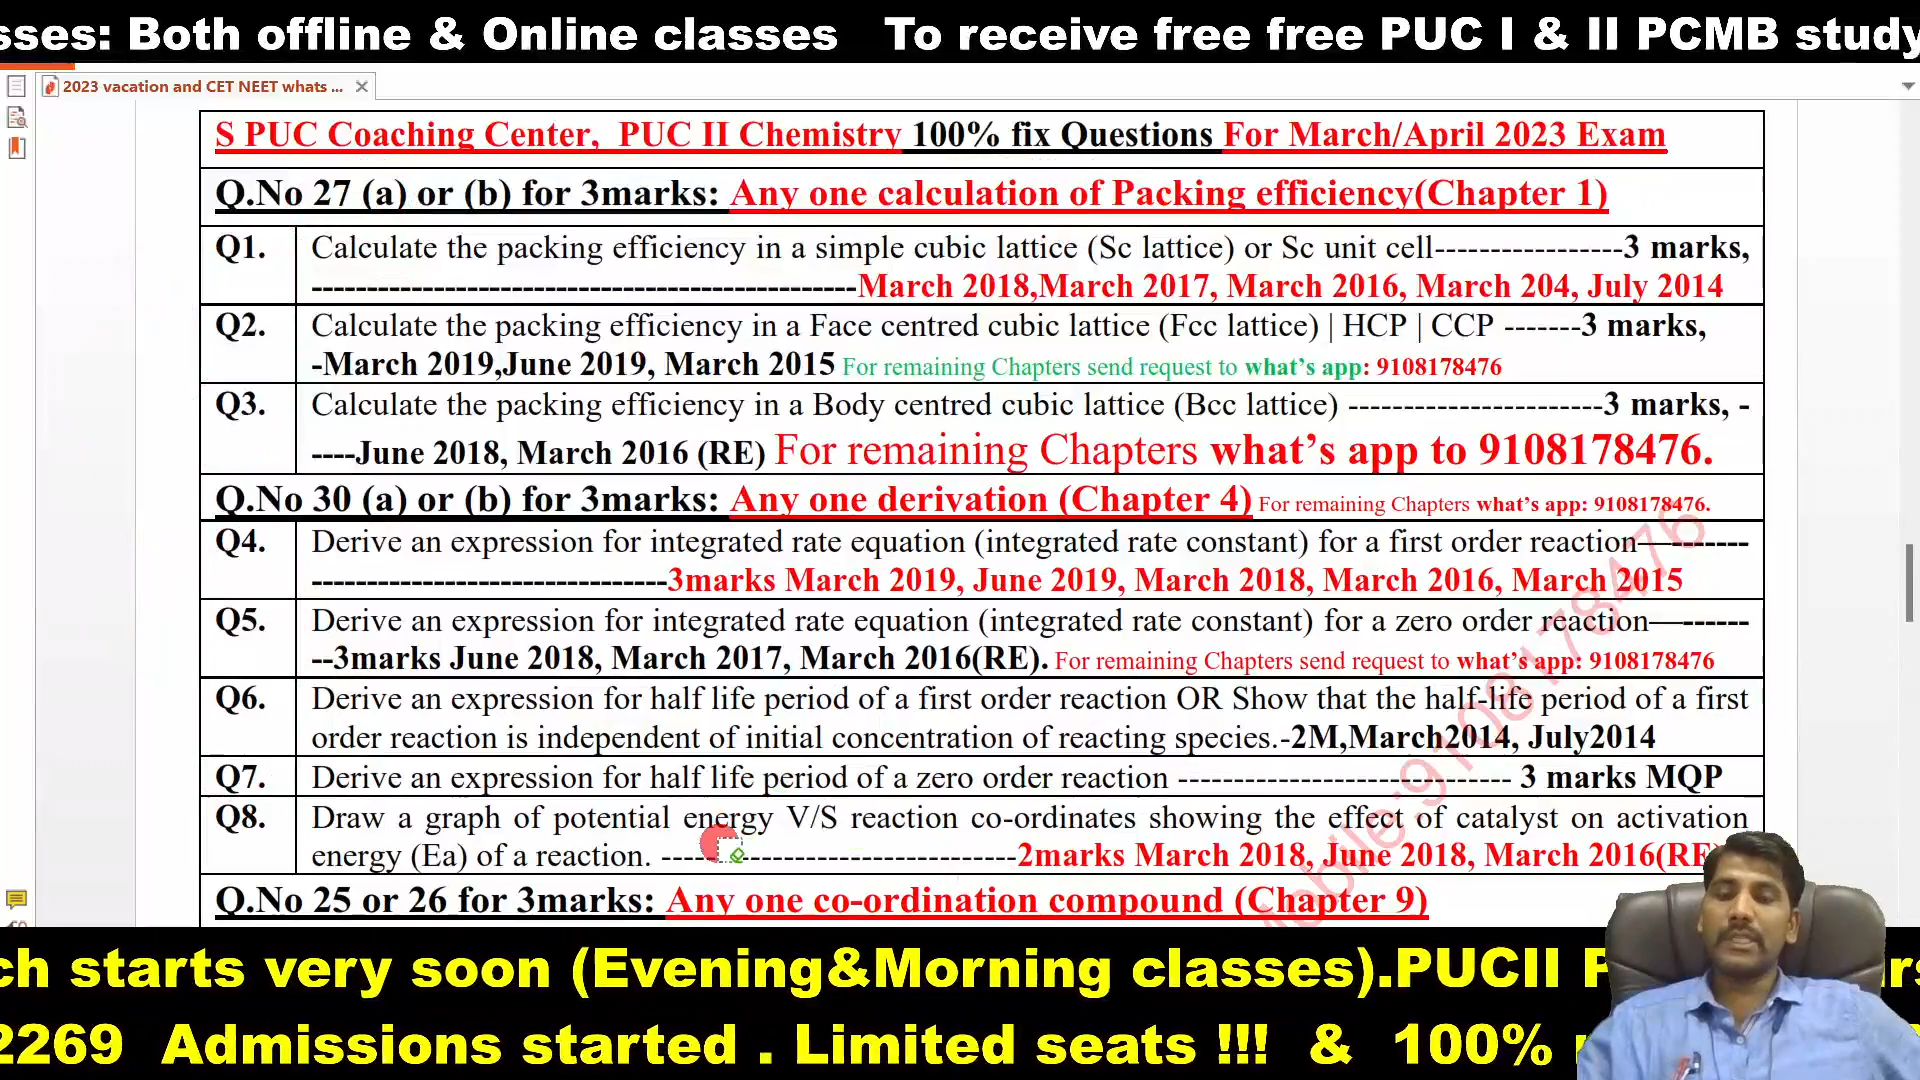 sses: Both offline & Online classes To receive free free PUC I & II PCMB study
2023 vacation and CET NEET whats ...
S PUC Coaching Center, PUC II Chemistry 100% fix Questions For March/April 2023 Exam
Q.No 27 (a) or (b) for 3marks: Any one calculation of Packing efficiency(Chapter 1)
Q1. Calculate the packing efficiency in a simple cubic lattice (Sc lattice) or Sc unit cell-----------------3 marks,
--------------------------------------------------March 2018,March 2017, March 2016, March 204, July 2014
Q2. Calculate the packing efficiency in a Face centred cubic lattice (Fcc lattice) | HCP | CCP -------3 marks,
-March 2019,June 2019, March 2015 For remaining Chapters send request to what's app: 9108178476
Q3. Calculate the packing efficiency in a Body centred cubic lattice (Bcc lattice) -----------------------3 marks, -
----June 2018, March 2016 (RE) For remaining Chapters what's app to 9108178476.
Q.No 30 (a) or (b) for 3marks: Any one derivation (Chapter 4) For remaining Chapters what's app: 9108178476.
Q4. Derive an expression for integrated rate equation (integrated rate constant) for a first order reaction—-------
--------------------------------3marks March 2019, June 2019, March 2018, March 2016, March 2015
Q5. Derive an expression for integrated rate equation (integrated rate constant) for a zero order reaction—------
--3marks June 2018, March 2017, March 2016(RE). For remaining Chapters send request to what's app: 9108178476
Q6. Derive an expression for half life period of a first order reaction OR Show that the half-life period of a first
order reaction is independent of initial concentration of reacting species.-2M,March2014, July2014
Q7. Derive an expression for half life period of a zero order reaction ------------------------------ 3 marks MQP
Q8. Draw a graph of potential energy V/S reaction co-ordinates showing the effect of catalyst on activation
energy (Ea) of a reaction. --------------------------------2marks March 2018, June 2018, March 2016(RE)
Q.No 25 or 26 for 3marks: Any one co-ordination compound (Chapter 9)
Mobile:9108178476
ch starts very soon (Evening&Morning classes).PUCII P
2269 Admissions started . Limited seats !!! & 100%